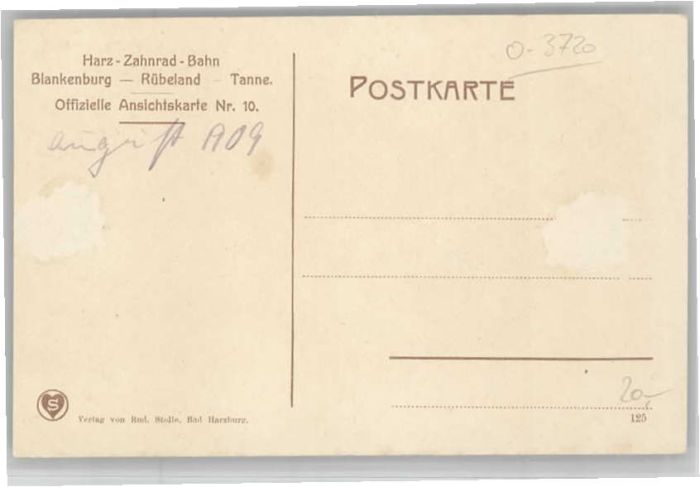 Harz-Zahnrad-Bahn
Blankenburg — Rübeland — Tanne.
Offizielle Ansichtskarte Nr. 10.
august 1909
O-3720
POSTKARTE
S
Verlag von Rud. Stolle, Bad Harzburg.
20,-
125